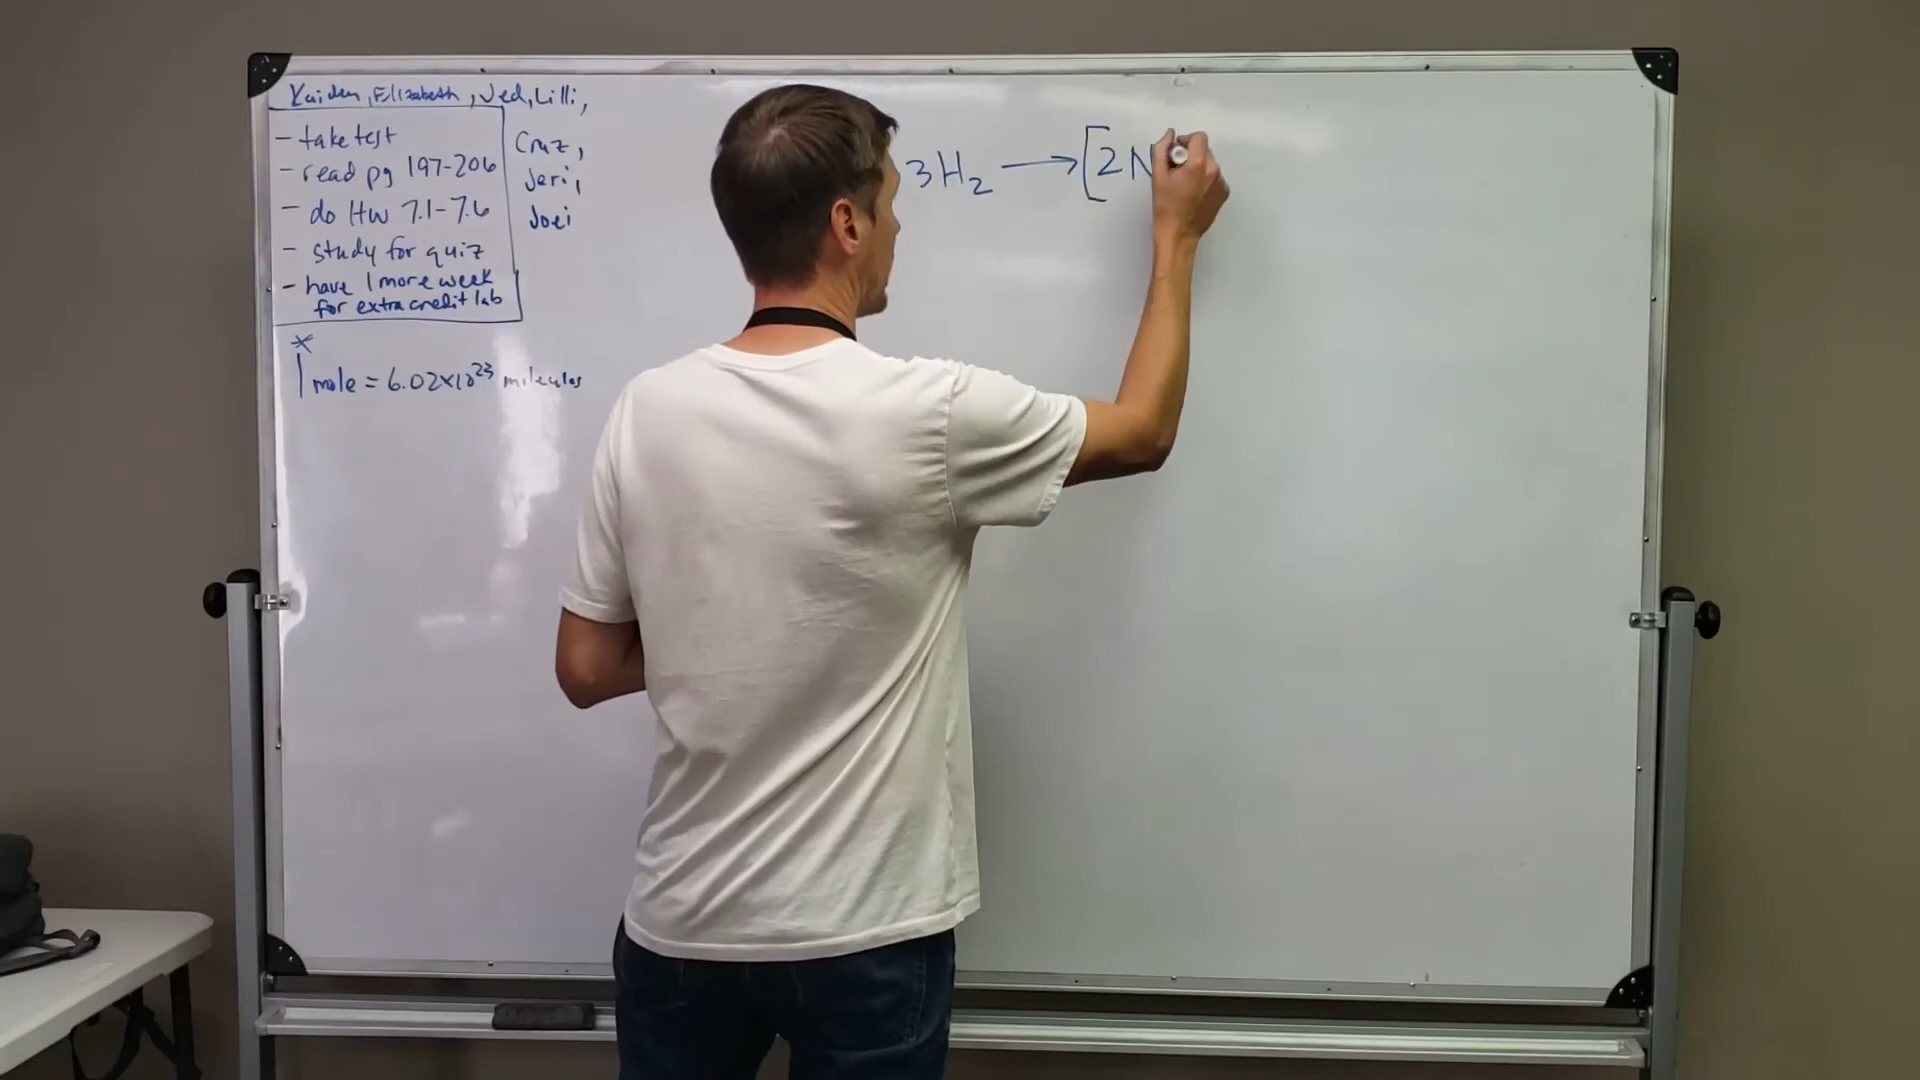 Kaiden, Elizabeth, Jed, Lilli,
Cruz,
Jeri,
Joei
- take test
- read pg 197-206
- do HW 7.1-7.6
- study for quiz
- have 1 more week
for extra credit lab
*
1 mole = 6.02x10²³ molecules
3H₂ → [2N